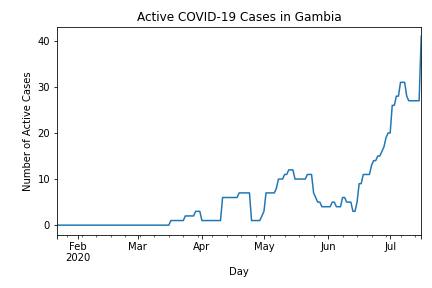 Active COVID-19 Cases in Gambia
Number of Active Cases
40
30
20
10
0
Feb
2020
Mar
Apr
May
Jun
Jul
Day